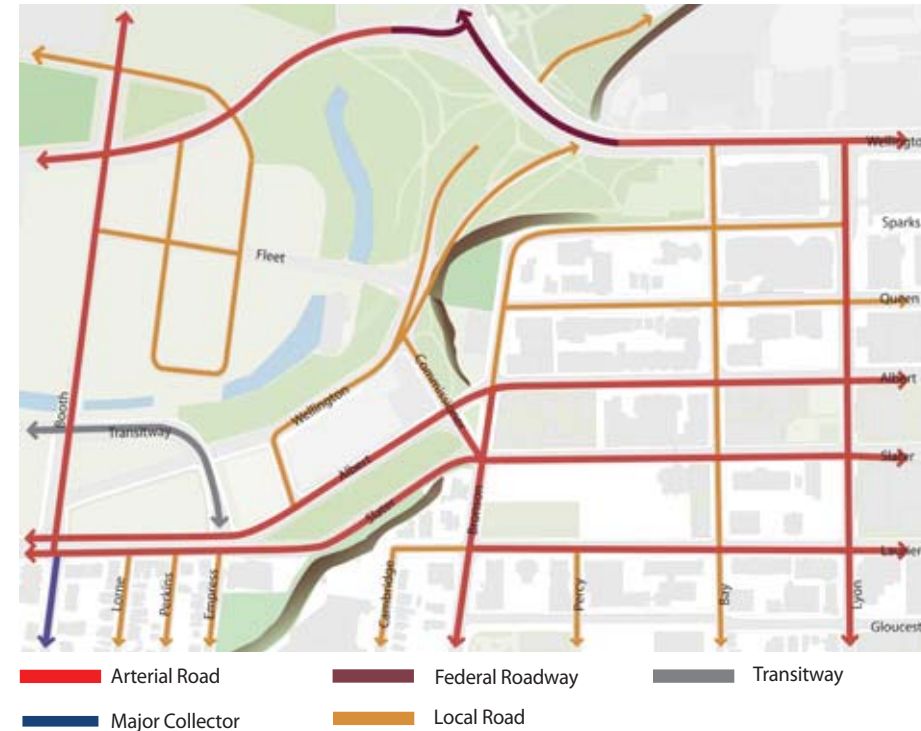 Wellingto
Sparks
Fleet
Queen
Commissioner
Albert
Wellington
Booth
Transitway
Albert
Slater
Slater
Bronson
Laurier
Lorne
Perkins
Empress
Cambridge
Percy
Bay
Lyon
Gloucest
Arterial Road
Federal Roadway
Transitway
Major Collector
Local Road